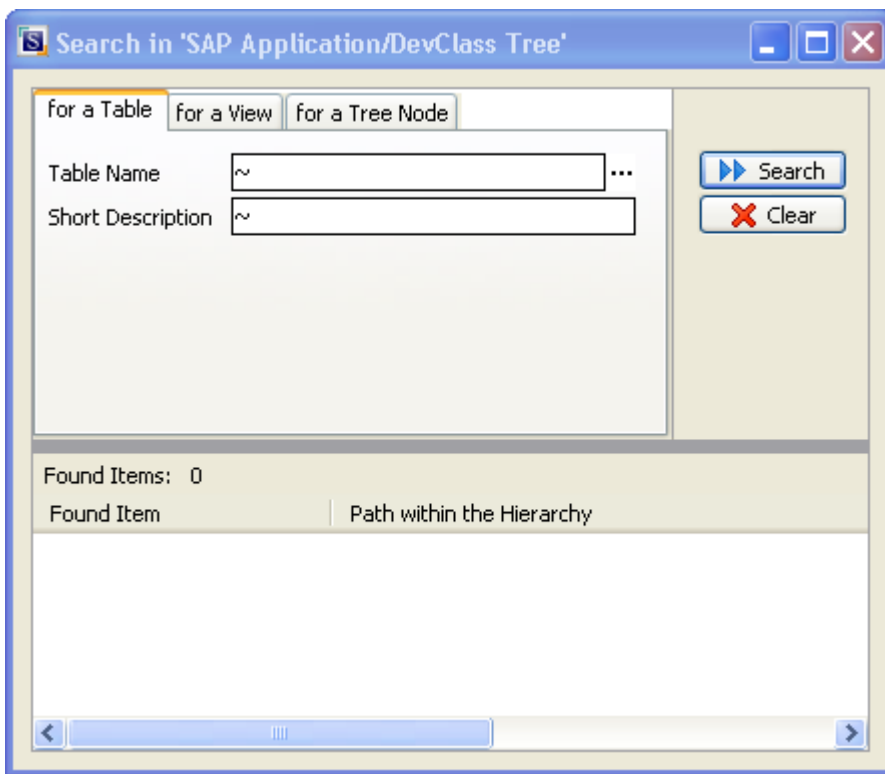 S Search in 'SAP Application/DevClass Tree'
for a Table for a View for a Tree Node
Table Name ~ ... Search
Short Description ~ Clear
Found Items: 0
Found Item Path within the Hierarchy